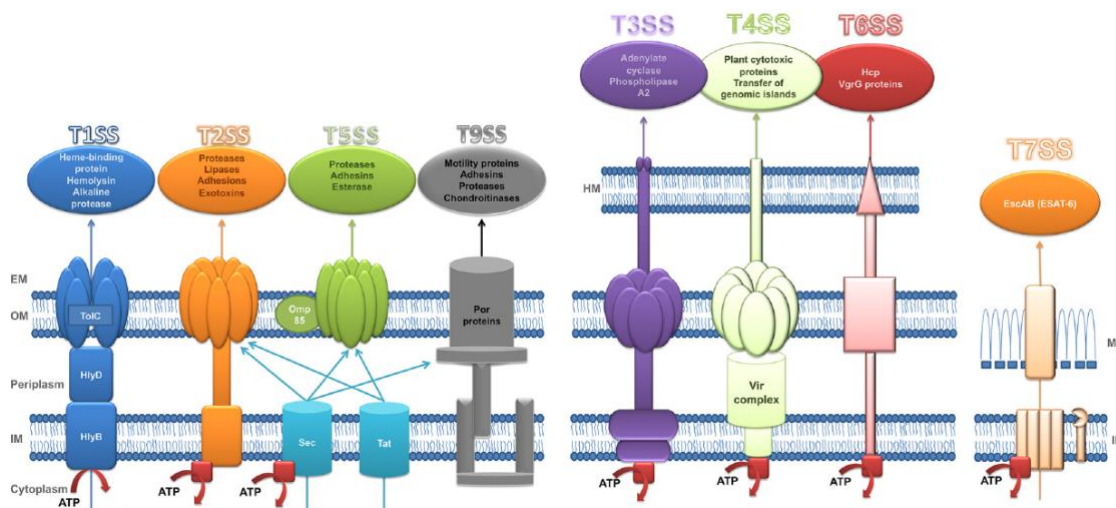 T1SS
Heme-binding
protein
Hemolysin
Alkaline
protease
T2SS
Proteases
Lipases
Adhesions
Exotoxins
T5SS
Proteases
Adhesins
Esterase
T9SS
Motility proteins
Adhesins
Proteases
Chondroitinases
T3SS
Adenylate
cyclase
Phospholipase
A2
T4SS
Plant cytotoxic
proteins
Transfer of
genomic islands
T6SS
Hcp
VgrG proteins
T7SS
EscAB (ESAT-6)
HM
EM
OM
TolC
Omp
85
Por
proteins
Periplasm
HlyD
Vir
complex
M
IM
HlyB
Sec
Tat
I
Cytoplasm
ATP
ATP
ATP
ATP
ATP
ATP
ATP